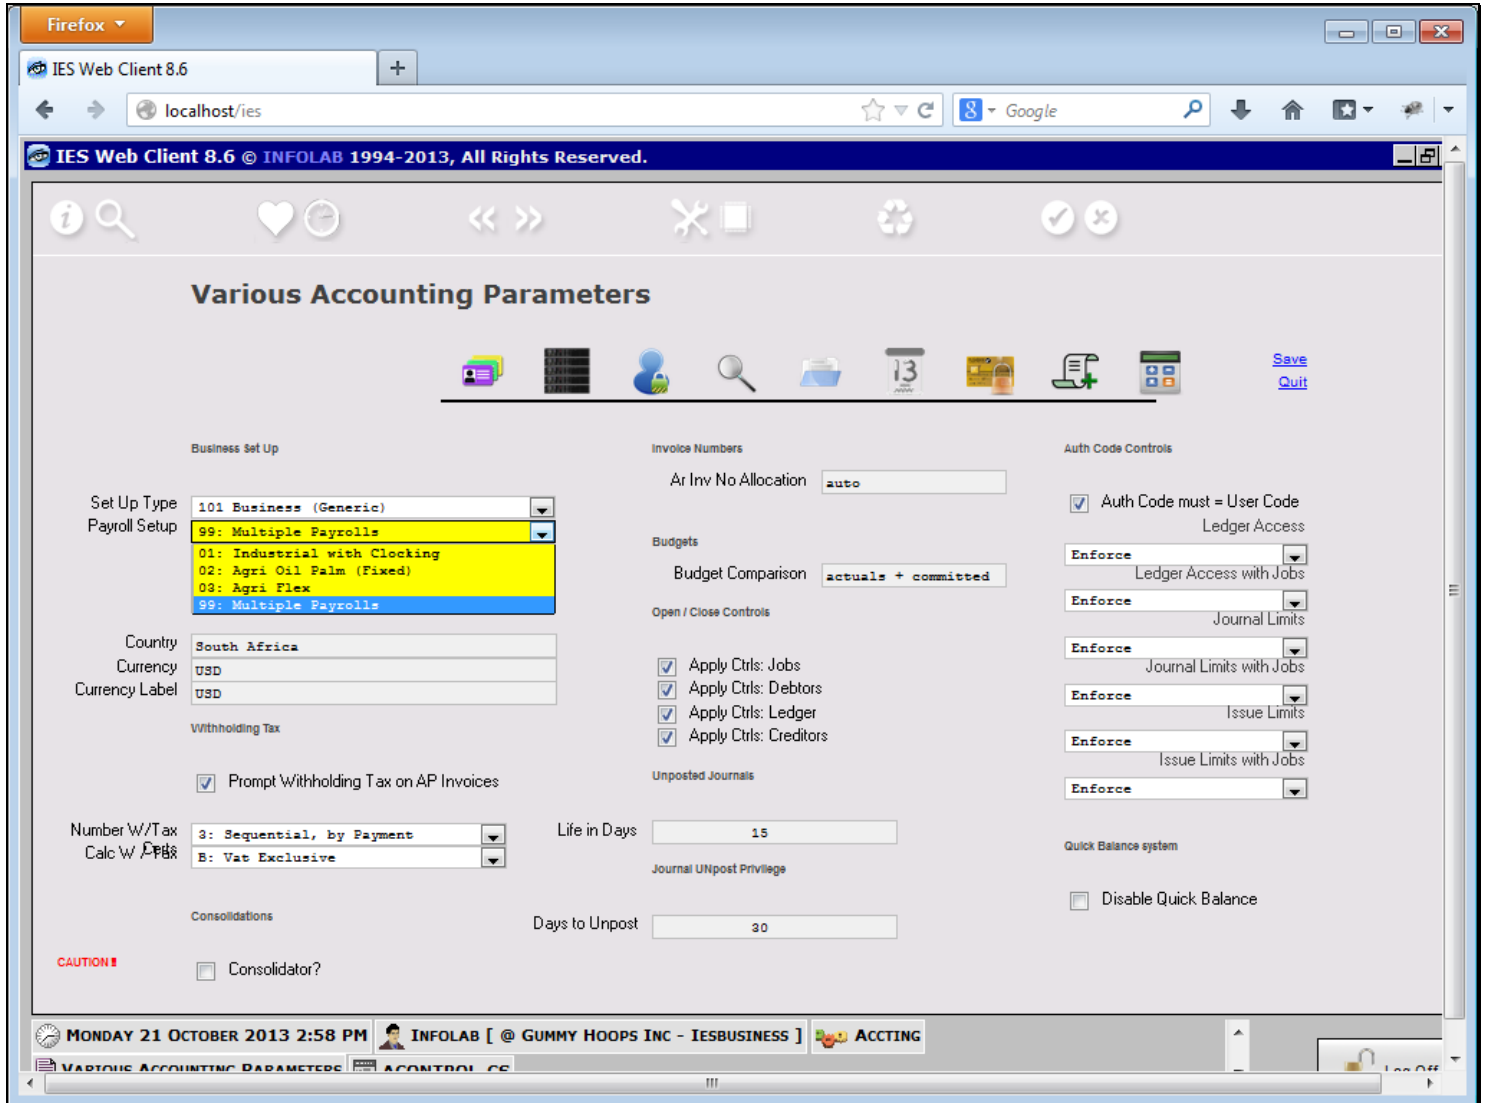 Firefox
IES Web Client 8.6
localhost/ies
Google
IES Web Client 8.6 © INFOLAB 1994-2013, All Rights Reserved.
Various Accounting Parameters
13
Save
Quit
Business Set Up
Set Up Type 101 Business (Generic)
Payroll Setup 99: Multiple Payrolls
01: Industrial with Clocking
02: Agri Oil Palm (Fixed)
03: Agri Flex
99: Multiple Payrolls
Country South Africa
Currency USD
Currency Label USD
Withholding Tax
Prompt Withholding Tax on AP Invoices
Number W/Tax 3: Sequential, by Payment
Calc W / Tax B: Vat Exclusive
Consolidations
CAUTION!! Consolidator?
Invoice Numbers
Ar Inv No Allocation auto
Budgets
Budget Comparison actuals + committed
Open / Close Controls
Apply Ctrls: Jobs
Apply Ctrls: Debtors
Apply Ctrls: Ledger
Apply Ctrls: Creditors
Unposted Journals
Life in Days 15
Journal UNpost Privilege
Days to Unpost 30
Auth Code Controls
Auth Code must = User Code
Ledger Access
Enforce
Ledger Access with Jobs
Enforce
Journal Limits
Enforce
Journal Limits with Jobs
Enforce
Issue Limits
Enforce
Issue Limits with Jobs
Enforce
Quick Balance system
Disable Quick Balance
MONDAY 21 OCTOBER 2013 2:58 PM INFOLAB [ @ GUMMY HOOPS INC - IESBUSINESS ] ACCTING
VARIOUS ACCOUNTING PARAMETERS ACONTROL_CS
Log Off